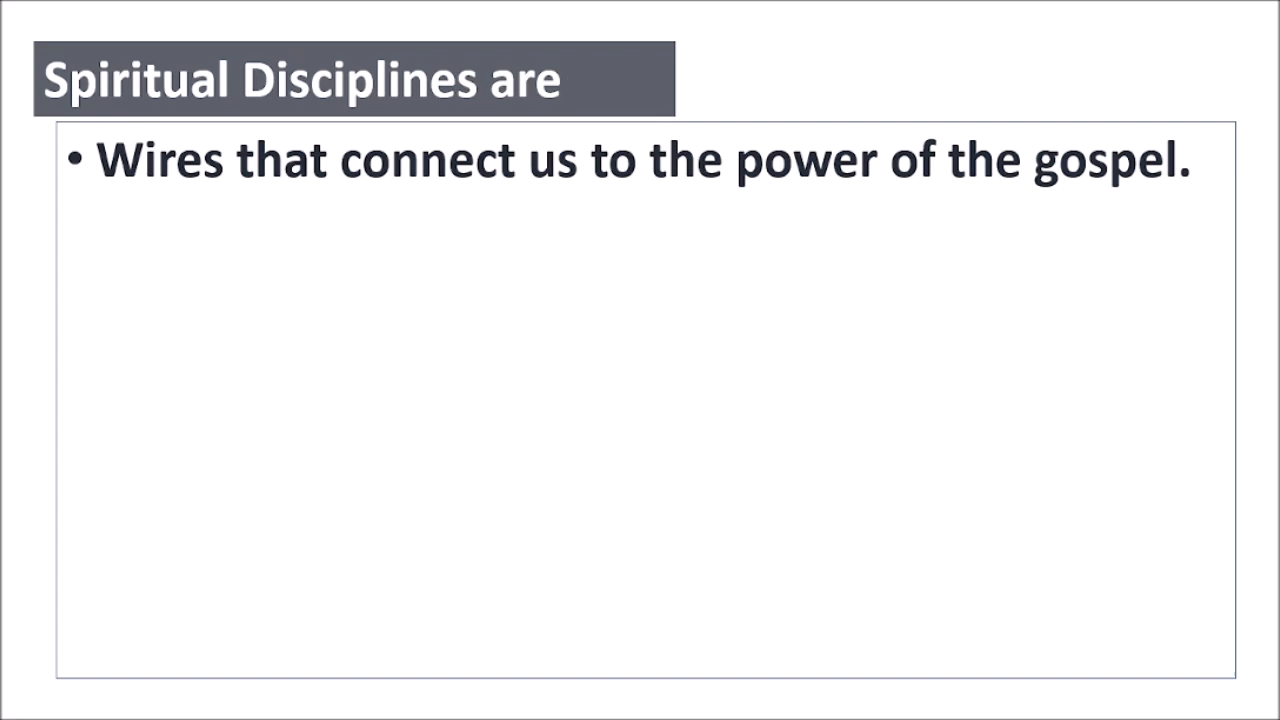 Spiritual Disciplines are
• Wires that connect us to the power of the gospel.